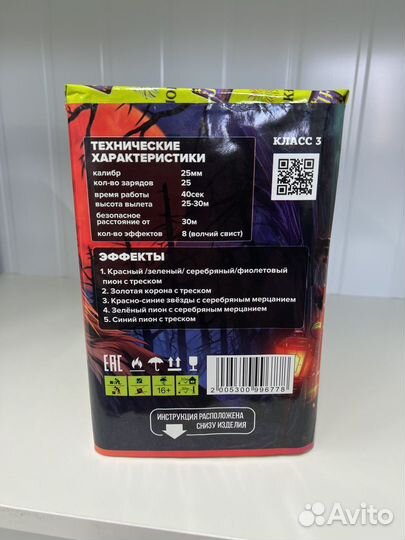 ТЕХНИЧЕСКИЕ
ХАРАКТЕРИСТИКИ
КЛАСС 3
калибр 25мм
кол-во зарядов 25
время работы 40сек
высота вылета 25-30м
безопасное
расстояние от 30м
кол-во эффектов 8 (волчий свист)
ЭФФЕКТЫ
1. Красный /зеленый/ серебряный/фиолетовый
пион с треском
2. Золотая корона с треском
3. Красно-синие звёзды с серебряным мерцанием
4. Зелёный пион с серебряным мерцанием
5. Синий пион с треском
EAC
16+
2 005300 996778
ИНСТРУКЦИЯ РАСПОЛОЖЕНА
СНИЗУ ИЗДЕЛИЯ
Avito